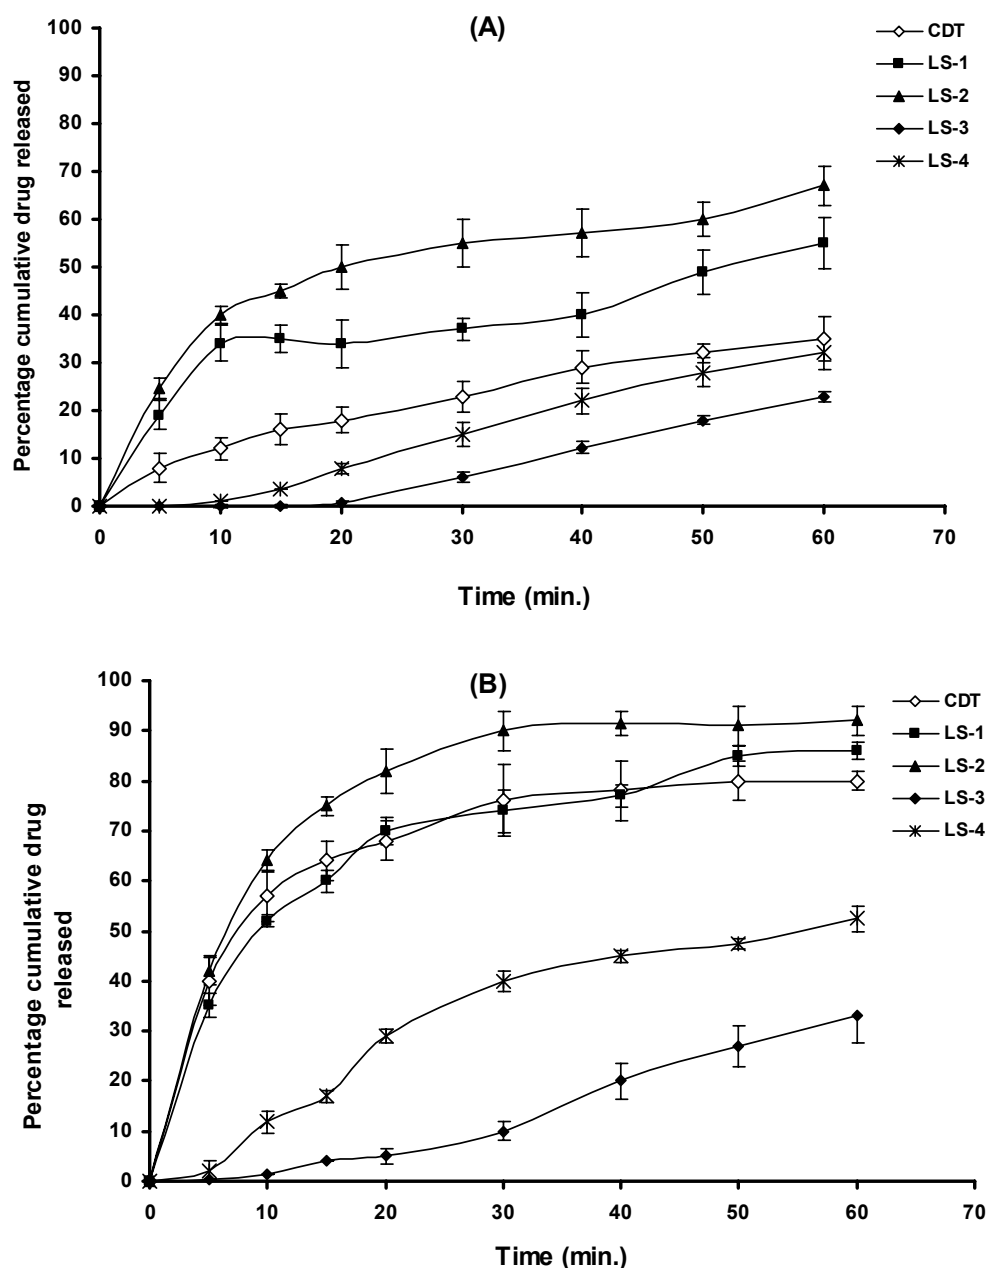 (A)
100
90
80
70
60
50
40
30
20
10
0
Percentage cumulative drug released
0 10 20 30 40 50 60 70
Time (min.)
CDT
LS-1
LS-2
LS-3
LS-4
(B)
100
90
80
70
60
50
40
30
20
10
0
Percentage cumulative drug
released
0 10 20 30 40 50 60 70
Time (min.)
CDT
LS-1
LS-2
LS-3
LS-4